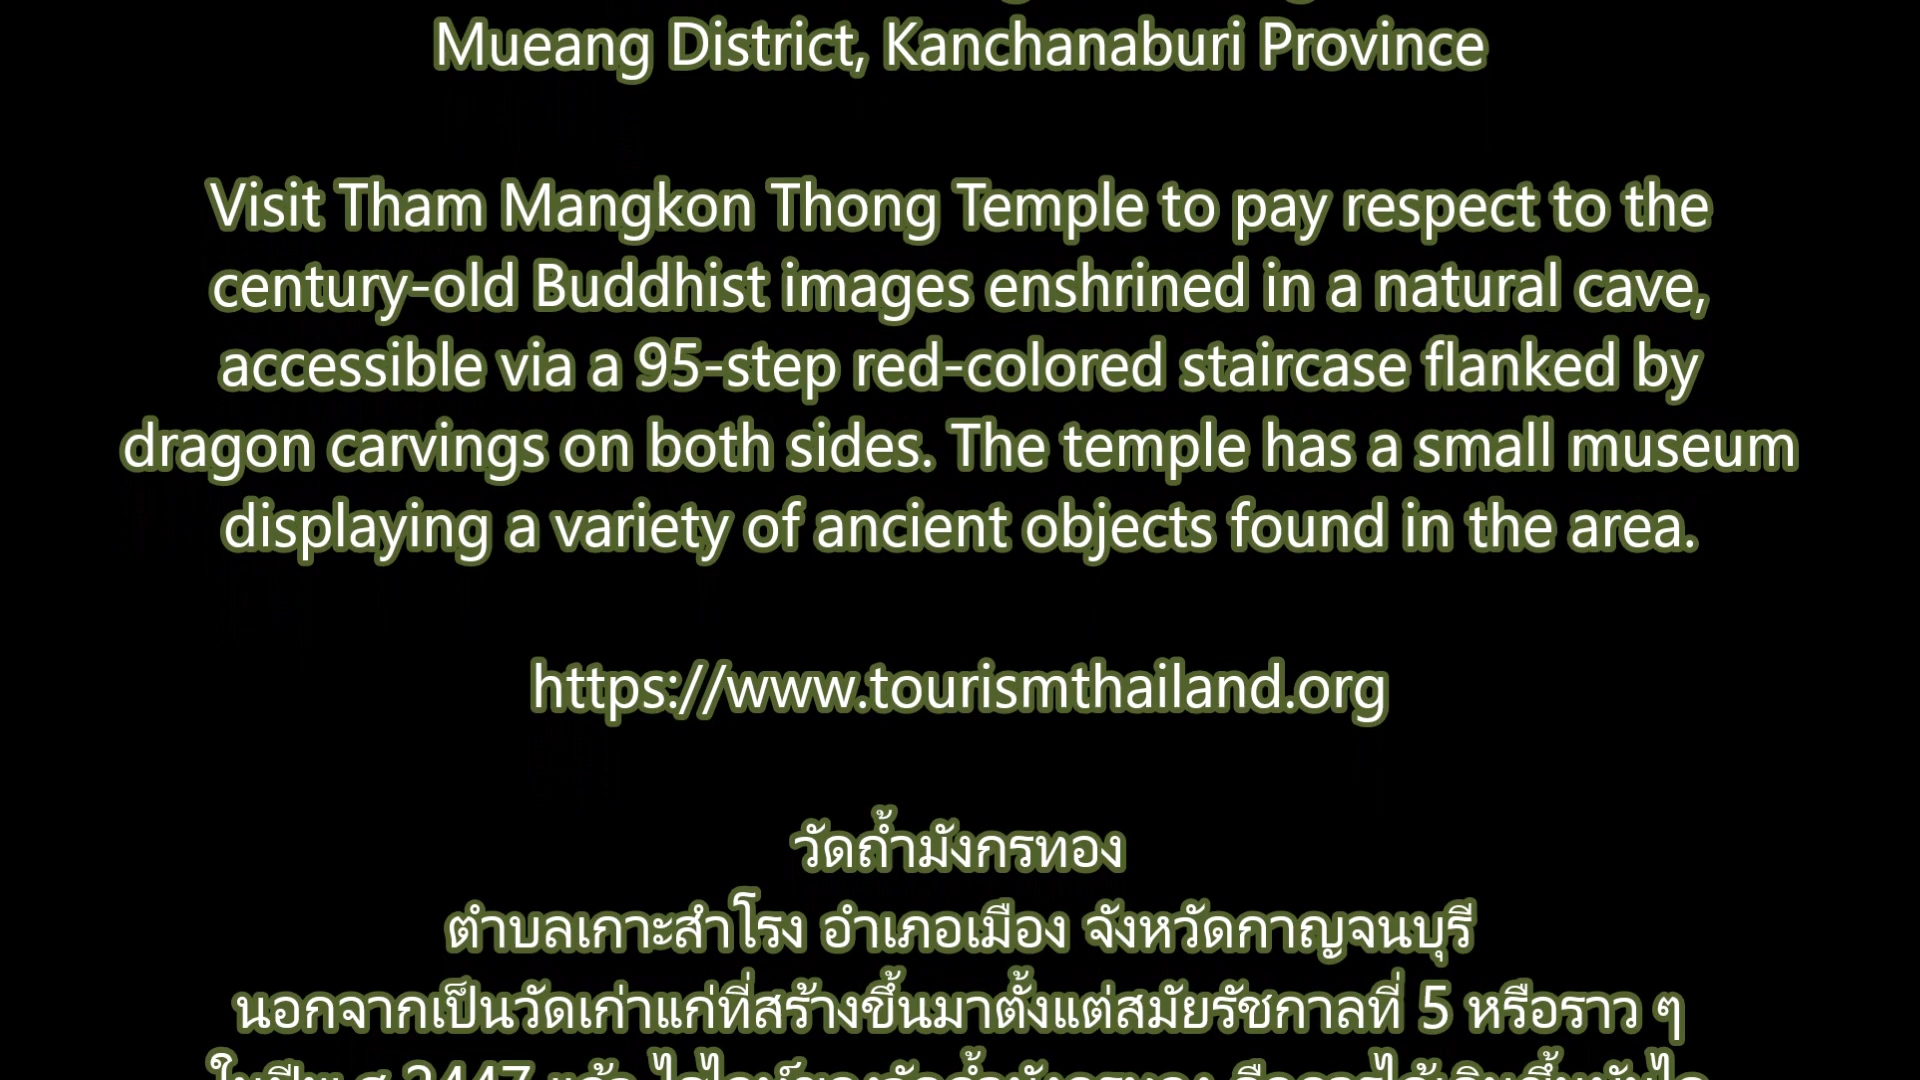 Mueang District, Kanchanaburi Province
Visit Tham Mangkon Thong Temple to pay respect to the
century-old Buddhist images enshrined in a natural cave,
accessible via a 95-step red-colored staircase flanked by
dragon carvings on both sides. The temple has a small museum
displaying a variety of ancient objects found in the area.
https://www.tourismthailand.org
วัดถ้ำมังกรทอง
ตำบลเกาะสำโรง อำเภอเมือง จังหวัดกาญจนบุรี
นอกจากเป็นวัดเก่าแก่ที่สร้างขึ้นมาตั้งแต่สมัยรัชกาลที่ 5 หรือราว ๆ